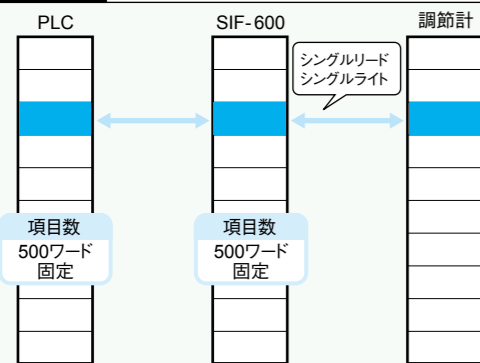 PLC
SIF-600
調節計
シングルリード
シングルライト
項目数
500ワード
固定
項目数
500ワード
固定